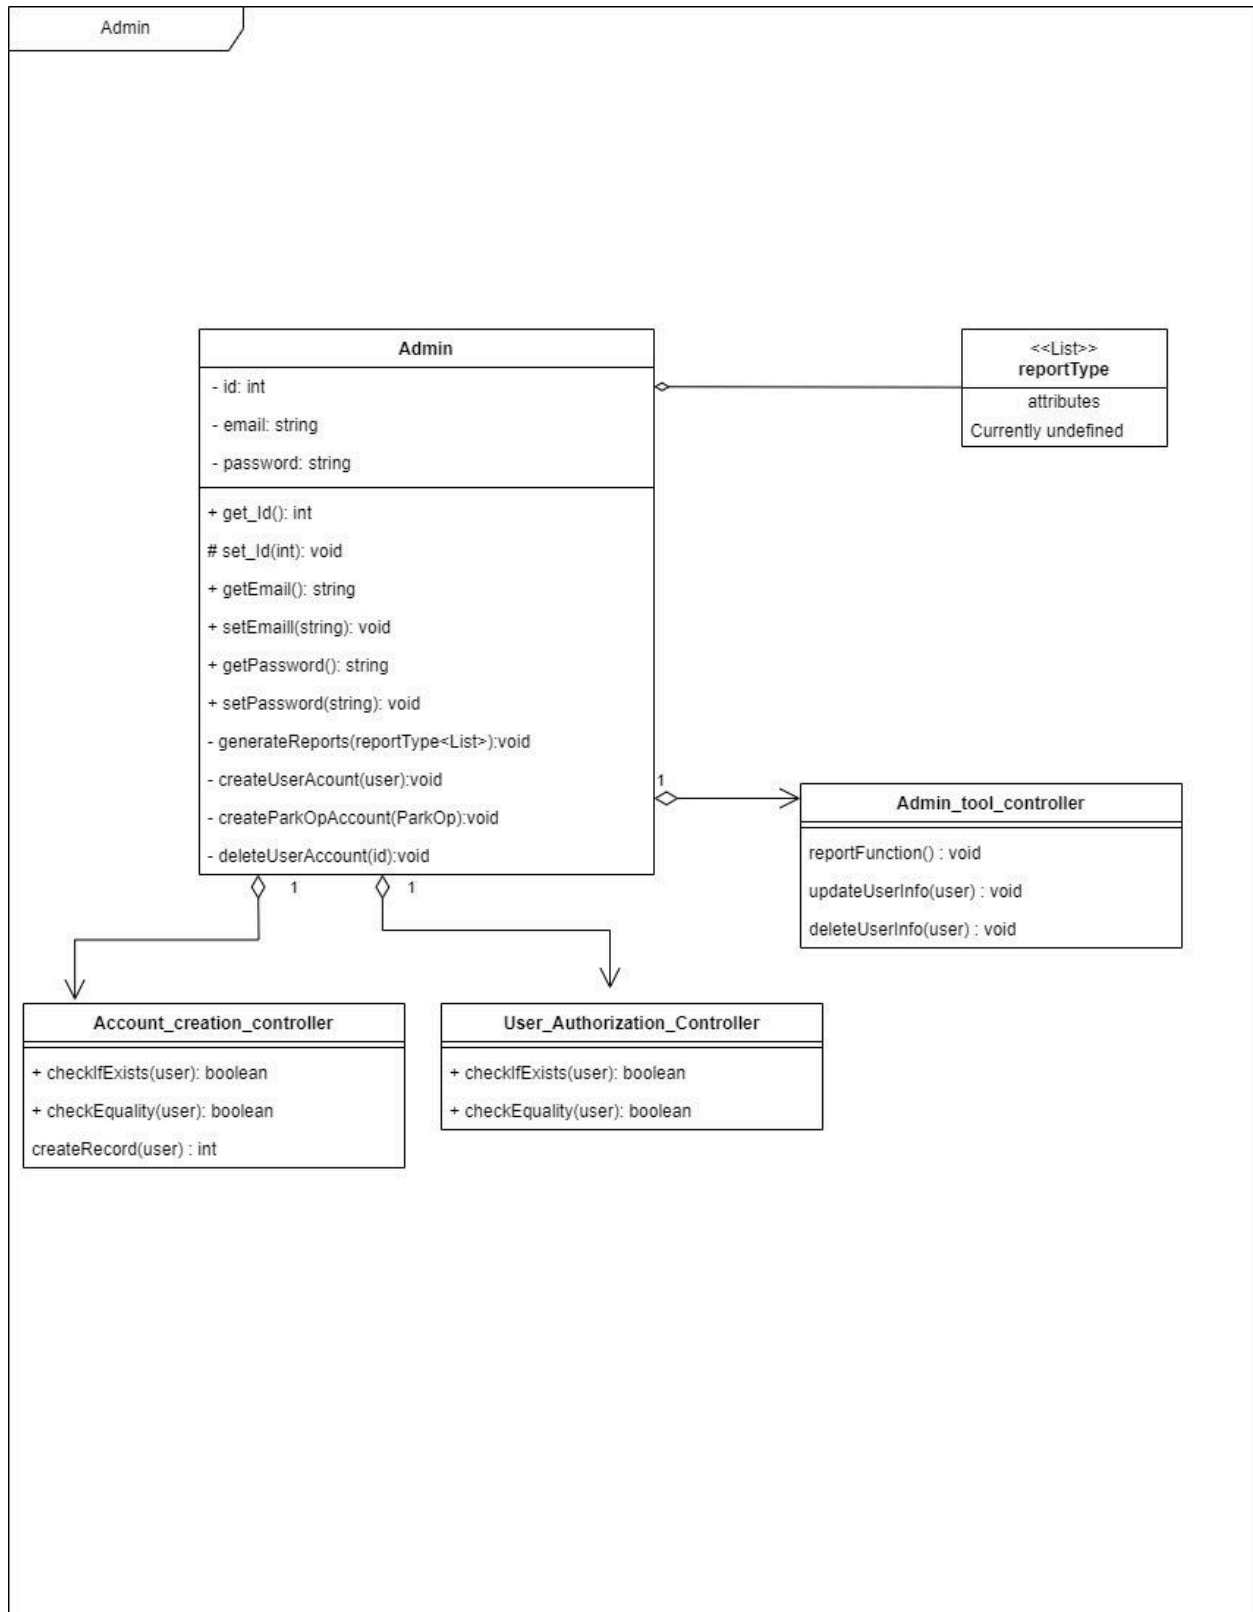 Admin
Admin
- id: int
- email: string
- password: string
+ get_Id(): int
# set_Id(int): void
+ getEmail(): string
+ setEmaill(string): void
+ getPassword(): string
+ setPassword(string): void
- generateReports(reportType<List>):void
- createUserAcount(user):void
- createParkOpAccount(ParkOp):void
- deleteUserAccount(id):void
<<List>>
reportType
attributes
Currently undefined
1
Admin_tool_controller
reportFunction() : void
updateUserInfo(user) : void
deleteUserInfo(user) : void
1
1
Account_creation_controller
+ checkIfExists(user): boolean
+ checkEquality(user): boolean
createRecord(user) : int
User_Authorization_Controller
+ checkIfExists(user): boolean
+ checkEquality(user): boolean